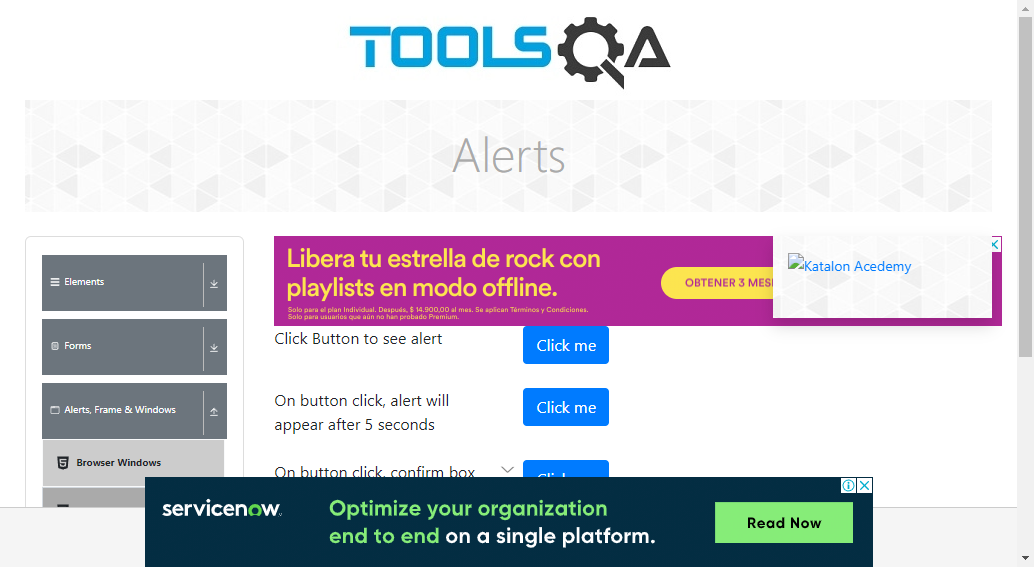 TOOLSQA
Alerts
Elements
Forms
Alerts, Frame & Windows
Browser Windows
Libera tu estrella de rock con
playlists en modo offline.
Solo para el plan Individual. Después, $ 14.900,00 al mes. Se aplican Términos y Condiciones.
Solo para usuarios que aún no han probado Premium.
OBTENER 3 MES
Katalon Acedemy
Click Button to see alert
Click me
On button click, alert will
appear after 5 seconds
Click me
On button click, confirm box
Click me
servicenow
Optimize your organization
end to end on a single platform.
Read Now